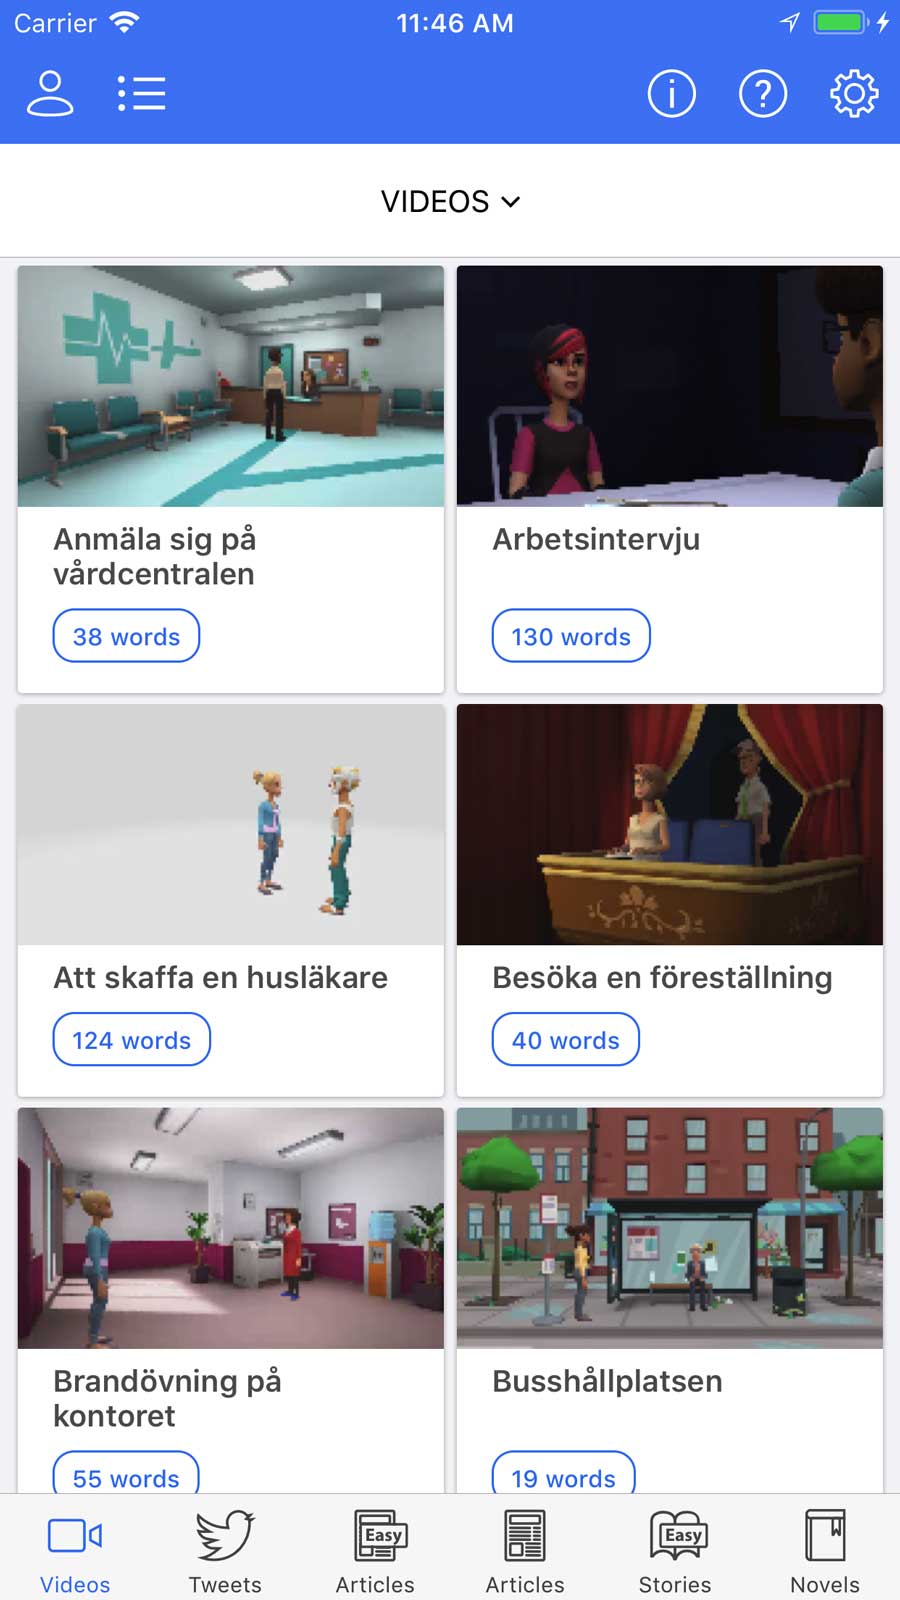 Carrier 11:46 AM
VIDEOS
Anmäla sig på
vårdcentralen
38 words
Arbetsintervju
130 words
Att skaffa en husläkare
124 words
Besöka en föreställning
40 words
Brandövning på
kontoret
55 words
Busshållplatsen
19 words
Videos
Tweets
Easy
Articles
Articles
Easy
Stories
Novels